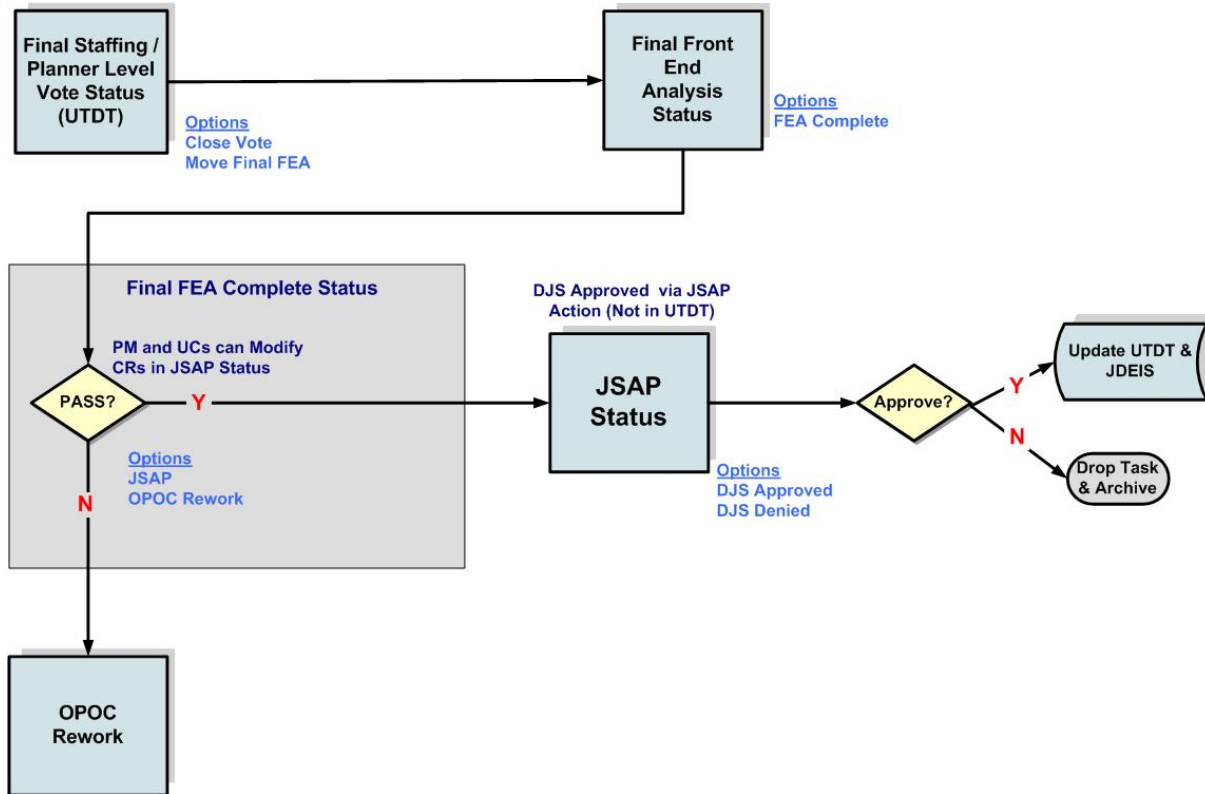 Final Staffing /
Planner Level
Vote Status
(UTDT)
Options
Close Vote
Move Final FEA
Final Front
End
Analysis
Status
Options
FEA Complete
Final FEA Complete Status
PM and UCs can Modify
CRs in JSAP Status
PASS?
Y
N
Options
JSAP
OPOC Rework
DJS Approved via JSAP
Action (Not in UTDT)
JSAP
Status
Options
DJS Approved
DJS Denied
Approve?
Y
N
Update UTDT &
JDEIS
Drop Task
& Archive
OPOC
Rework